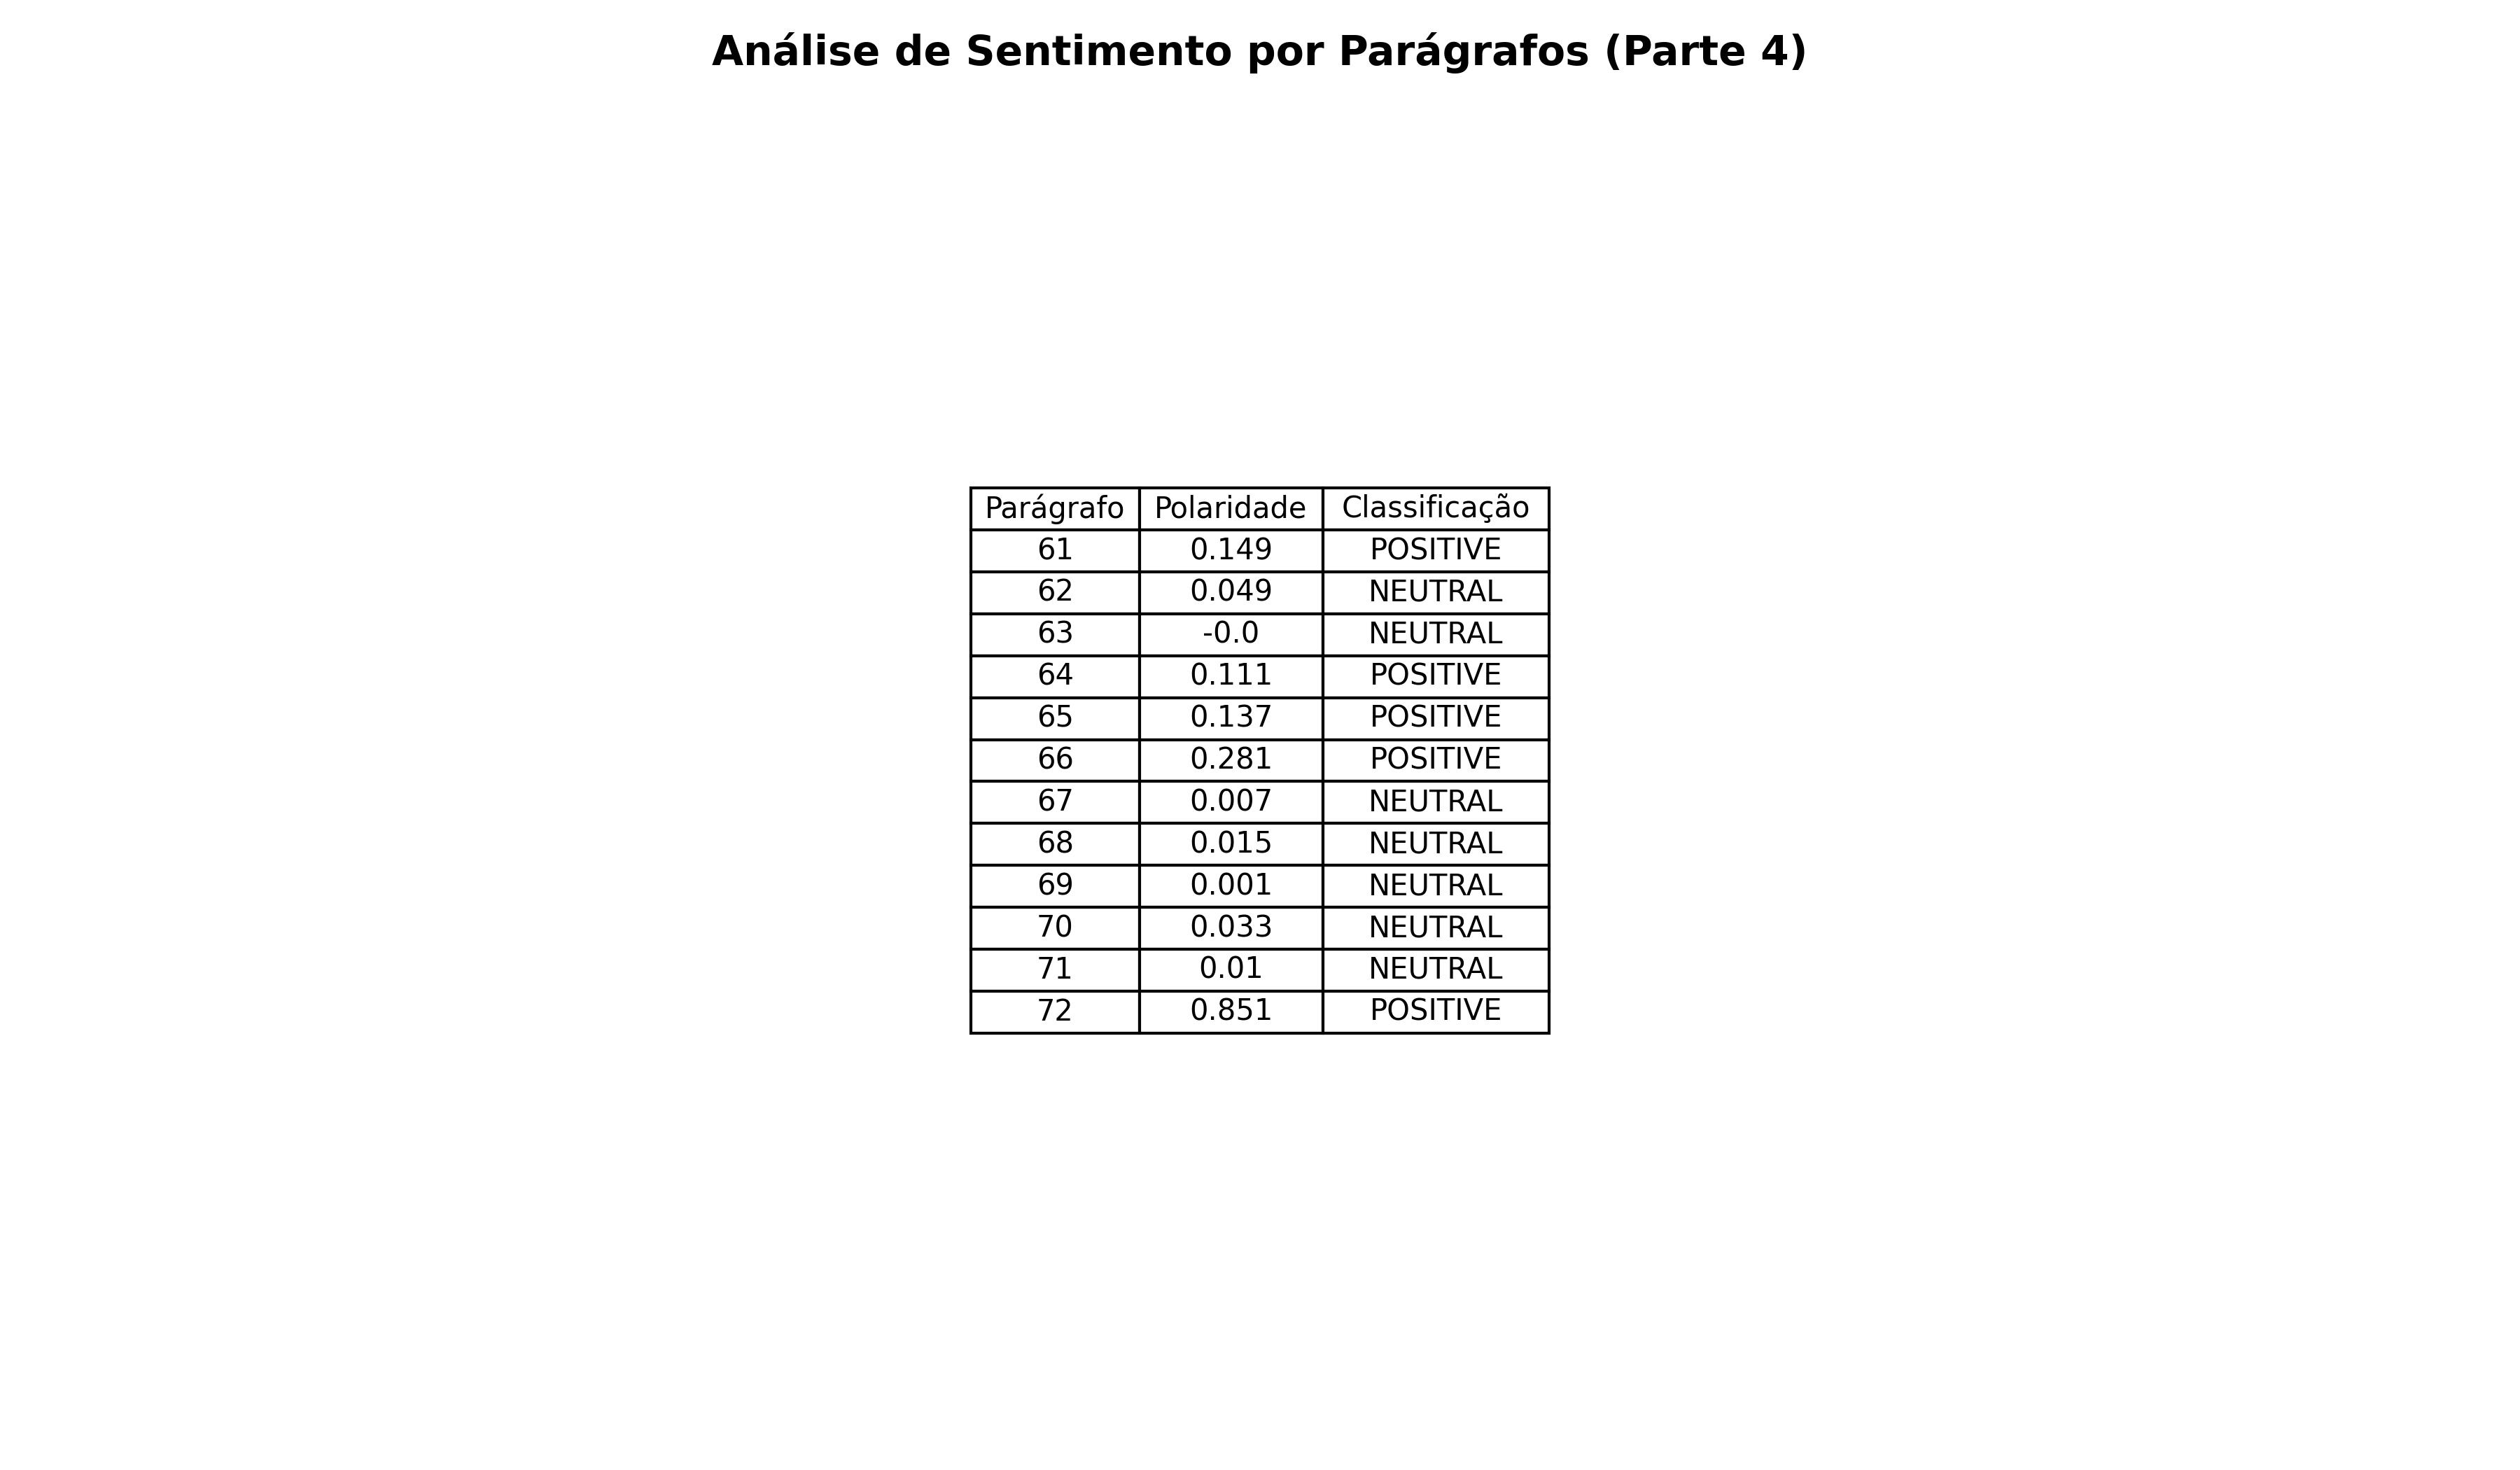 Análise de Sentimento por Parágrafos (Parte 4)
Parágrafo Polaridade Classificação
61 0.149 POSITIVE
62 0.049 NEUTRAL
63 -0.0 NEUTRAL
64 0.111 POSITIVE
65 0.137 POSITIVE
66 0.281 POSITIVE
67 0.007 NEUTRAL
68 0.015 NEUTRAL
69 0.001 NEUTRAL
70 0.033 NEUTRAL
71 0.01 NEUTRAL
72 0.851 POSITIVE